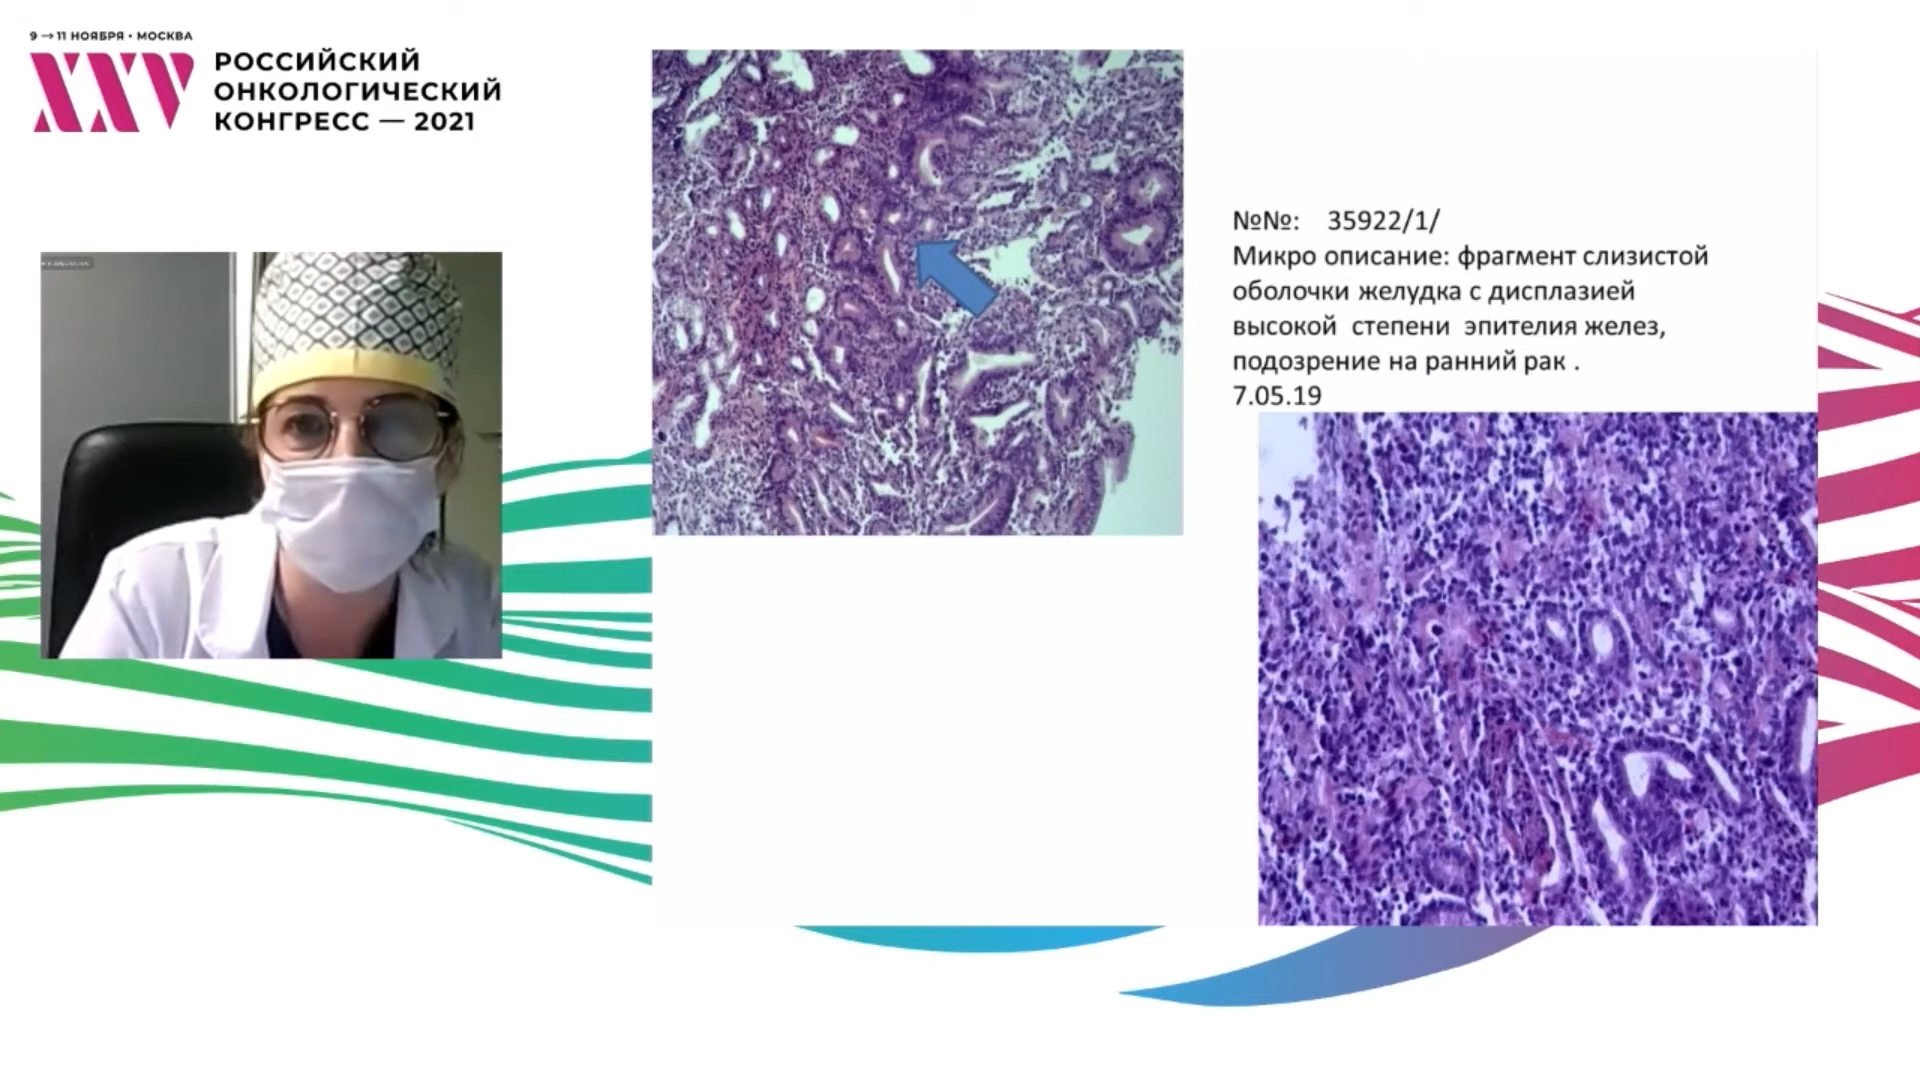 9 → 11 НОЯБРЯ • МОСКВА
XXV
РОССИЙСКИЙ
ОНКОЛОГИЧЕСКИЙ
КОНГРЕСС — 2021
№№: 35922/1/
Микро описание: фрагмент слизистой
оболочки желудка с дисплазией
высокой степени эпителия желез,
подозрение на ранний рак .
7.05.19